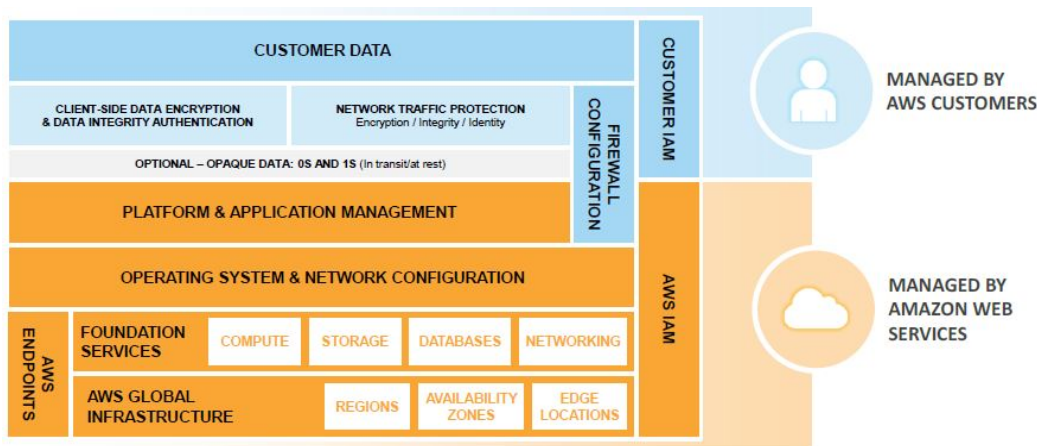 CUSTOMER DATA
CUSTOMER IAM
MANAGED BY
AWS CUSTOMERS
CLIENT-SIDE DATA ENCRYPTION
& DATA INTEGRITY AUTHENTICATION
NETWORK TRAFFIC PROTECTION
Encryption / Integrity / Identity
FIREWALL
CONFIGURATION
OPTIONAL – OPAQUE DATA: 0S AND 1S (In transit/at rest)
PLATFORM & APPLICATION MANAGEMENT
OPERATING SYSTEM & NETWORK CONFIGURATION
AWS IAM
MANAGED BY
AMAZON WEB
SERVICES
AWS
ENDPOINTS
FOUNDATION
SERVICES
COMPUTE
STORAGE
DATABASES
NETWORKING
AWS GLOBAL
INFRASTRUCTURE
REGIONS
AVAILABILITY
ZONES
EDGE
LOCATIONS